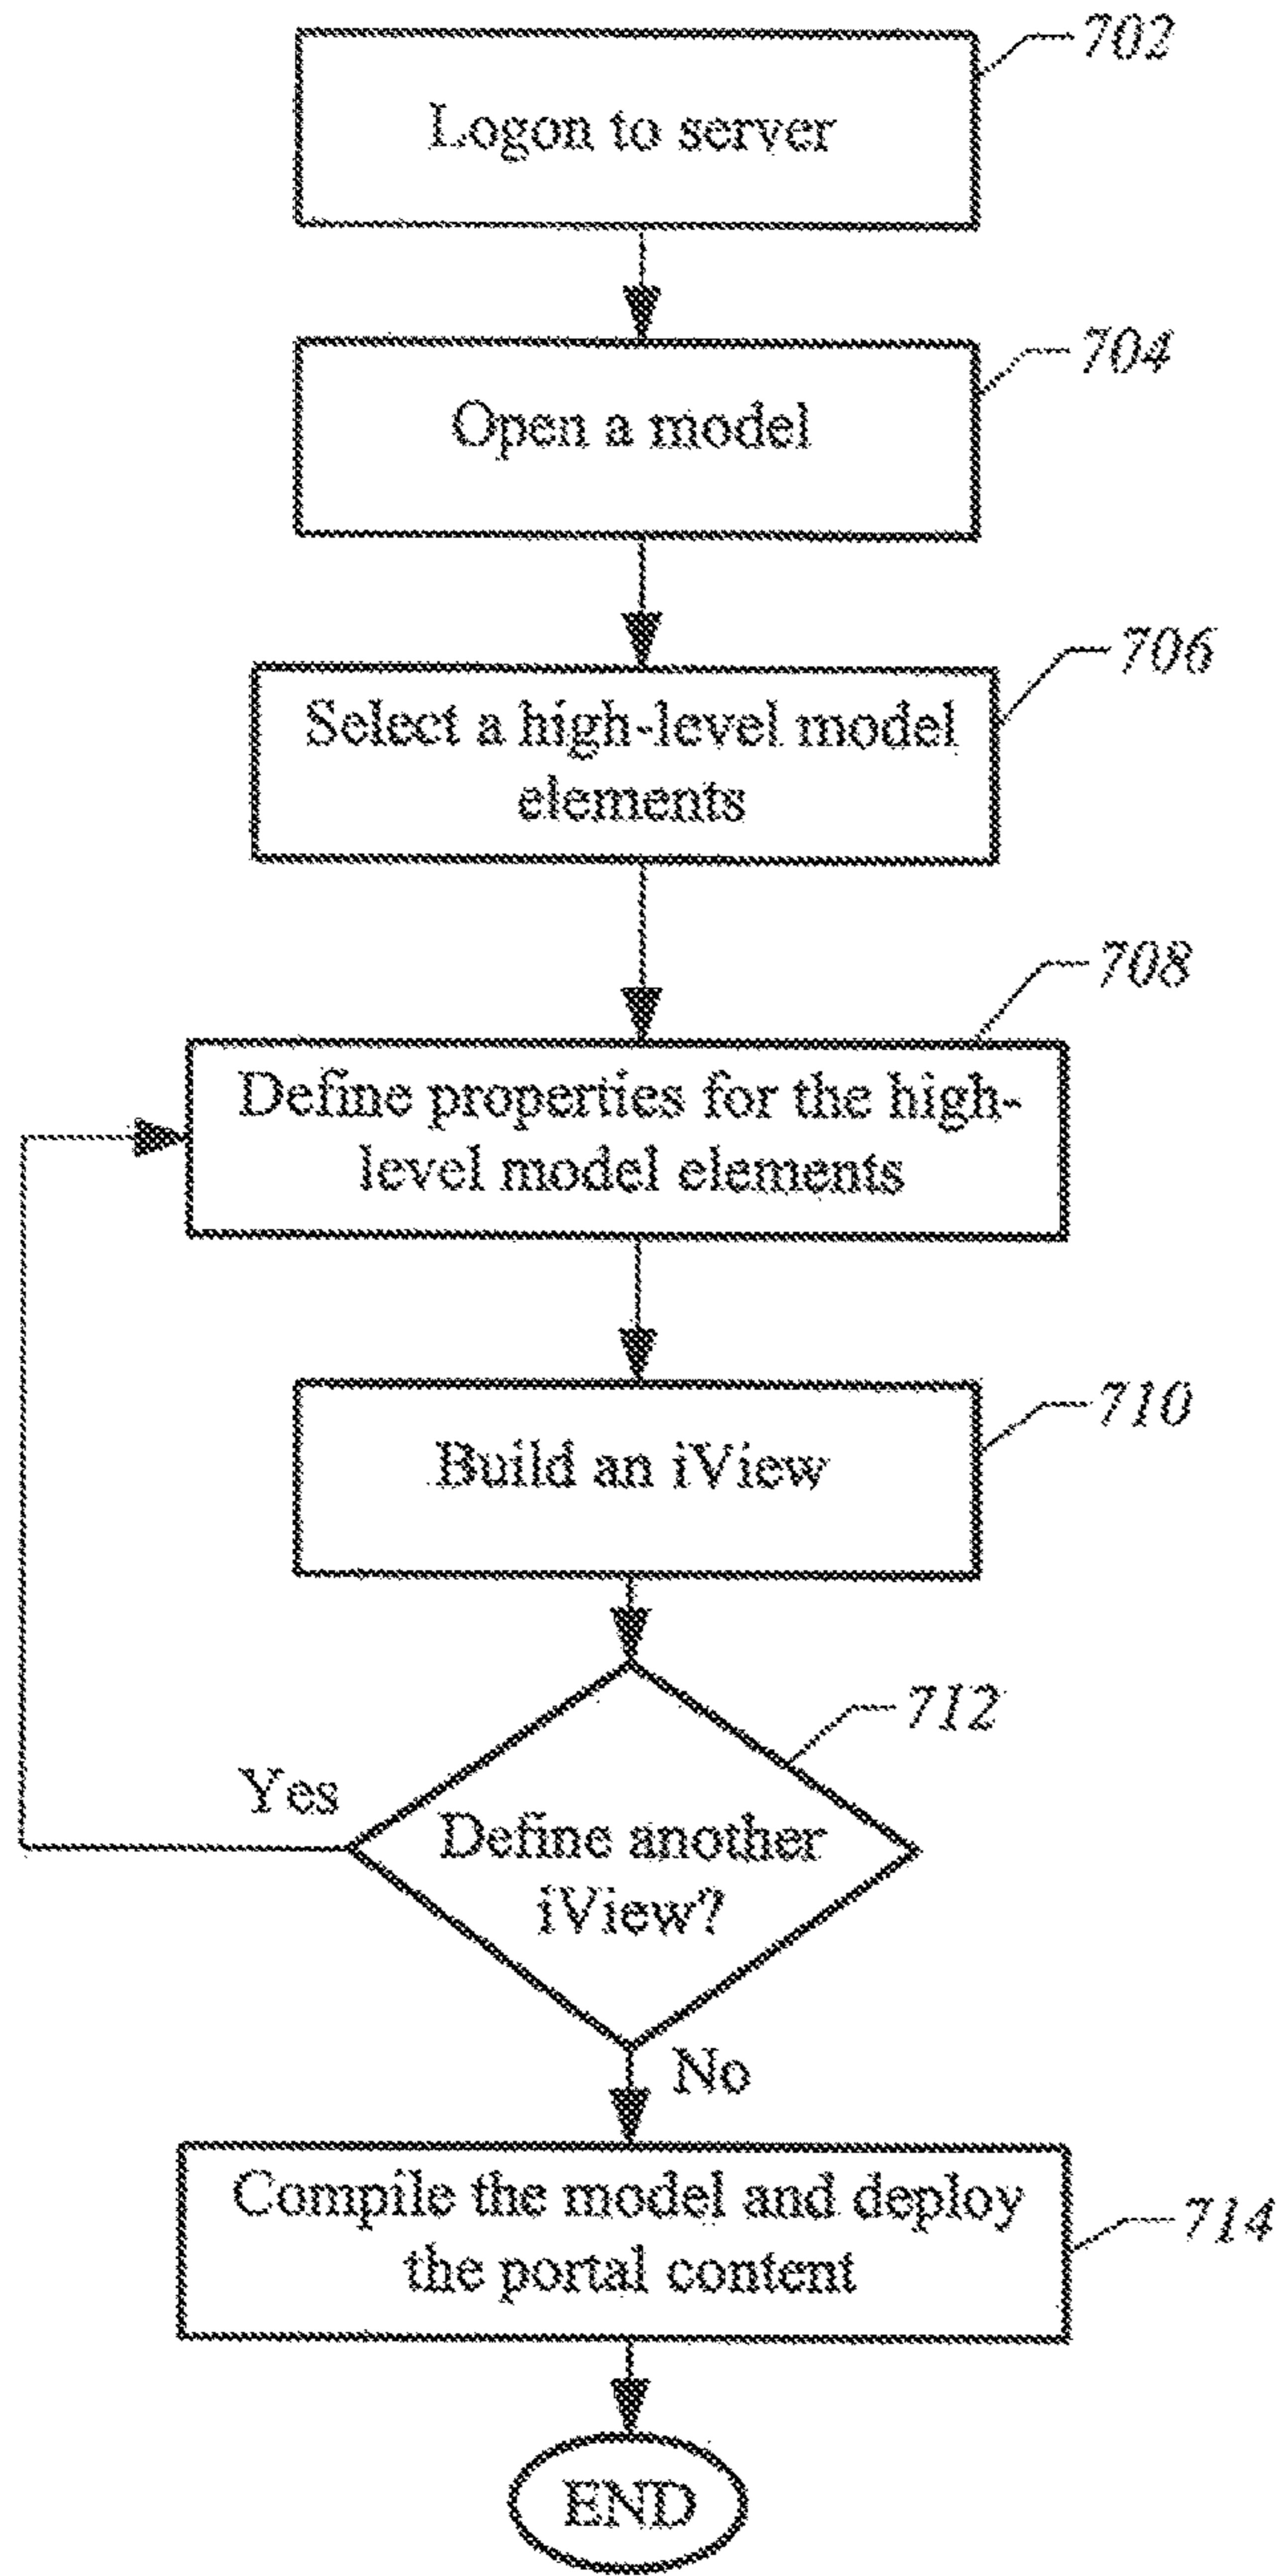 702
Logon to server
704
Open a model
706
Select a high-level model
elements
708
Define properties for the high-
level model elements
710
Build an iView
712
Yes
Define another
iView?
No
Compile the model and deploy
the portal content
714
END